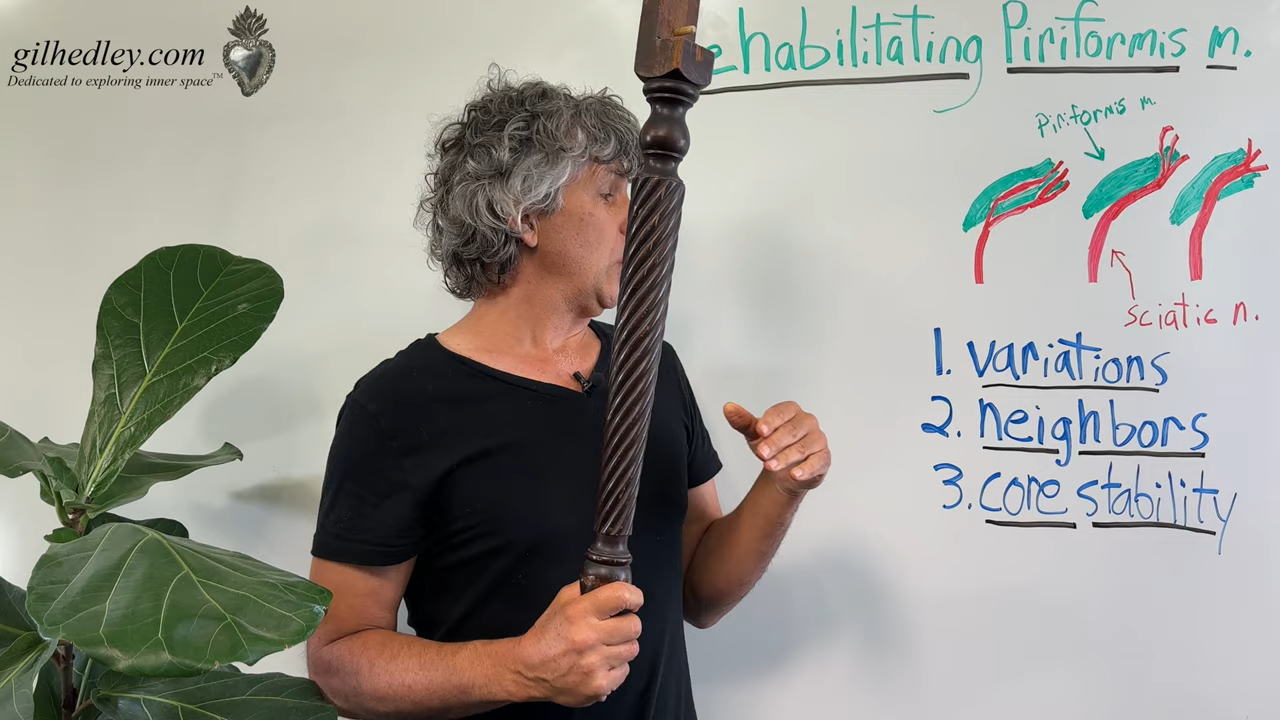 gilhedley.com
Dedicated to exploring inner space™
ehabilitating Piriformis m.
Piriformis m.
sciatic n.
1. variations
2. neighbors
3. core stability